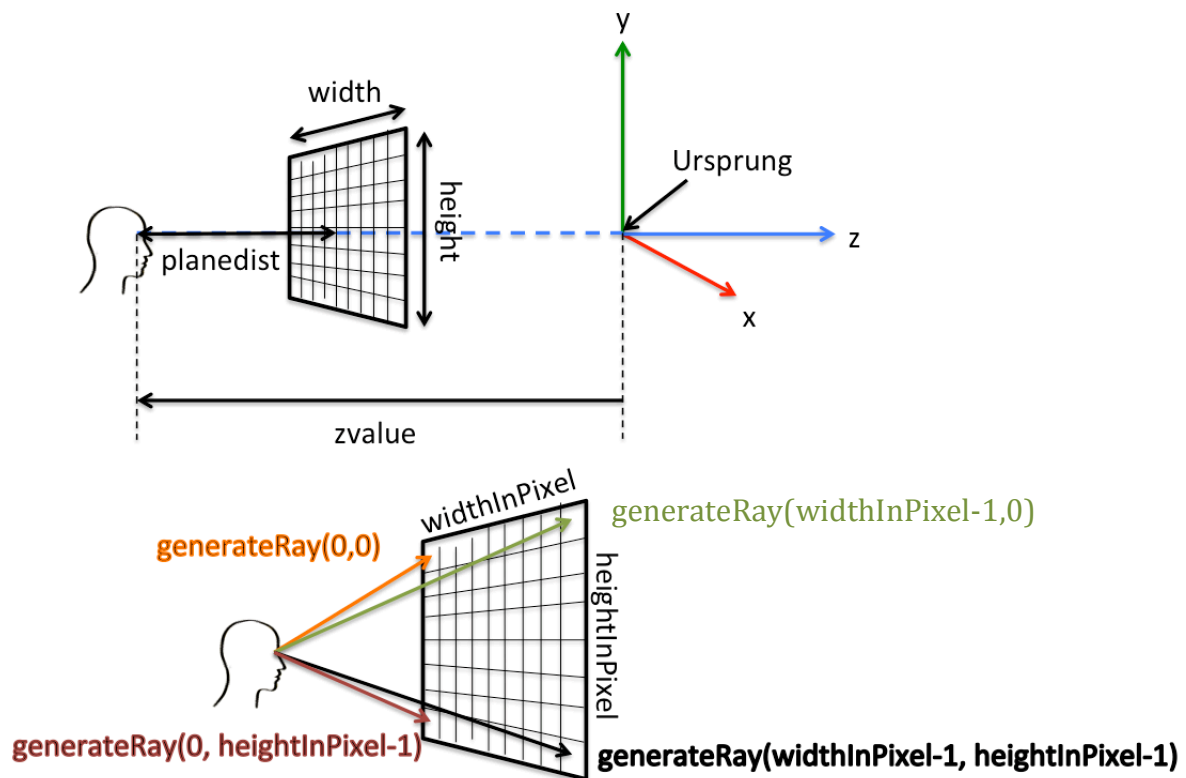 y
width
Ursprung
height
planedist
z
x
zvalue
widthInPixel
generateRay(widthInPixel-1,0)
generateRay(0,0)
heightInPixel
generateRay(0, heightInPixel-1)
generateRay(widthInPixel-1, heightInPixel-1)